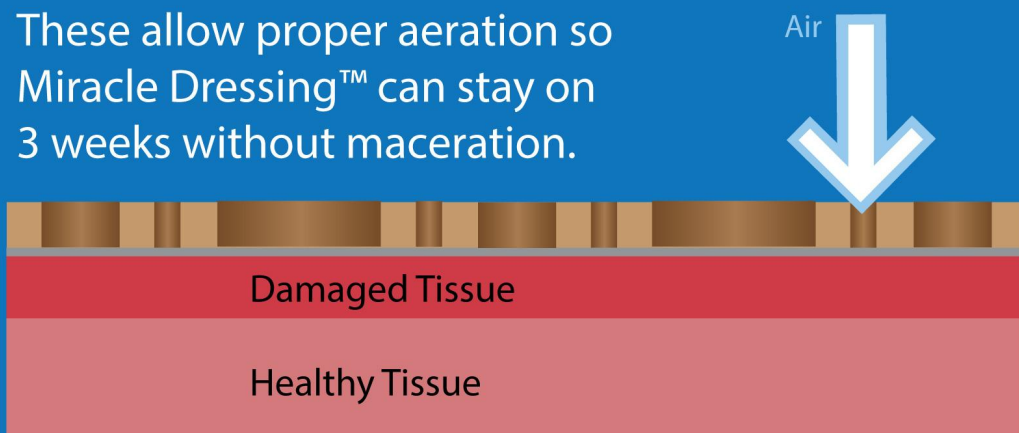 These allow proper aeration so
Miracle Dressing™ can stay on
3 weeks without maceration.
Air
Damaged Tissue
Healthy Tissue